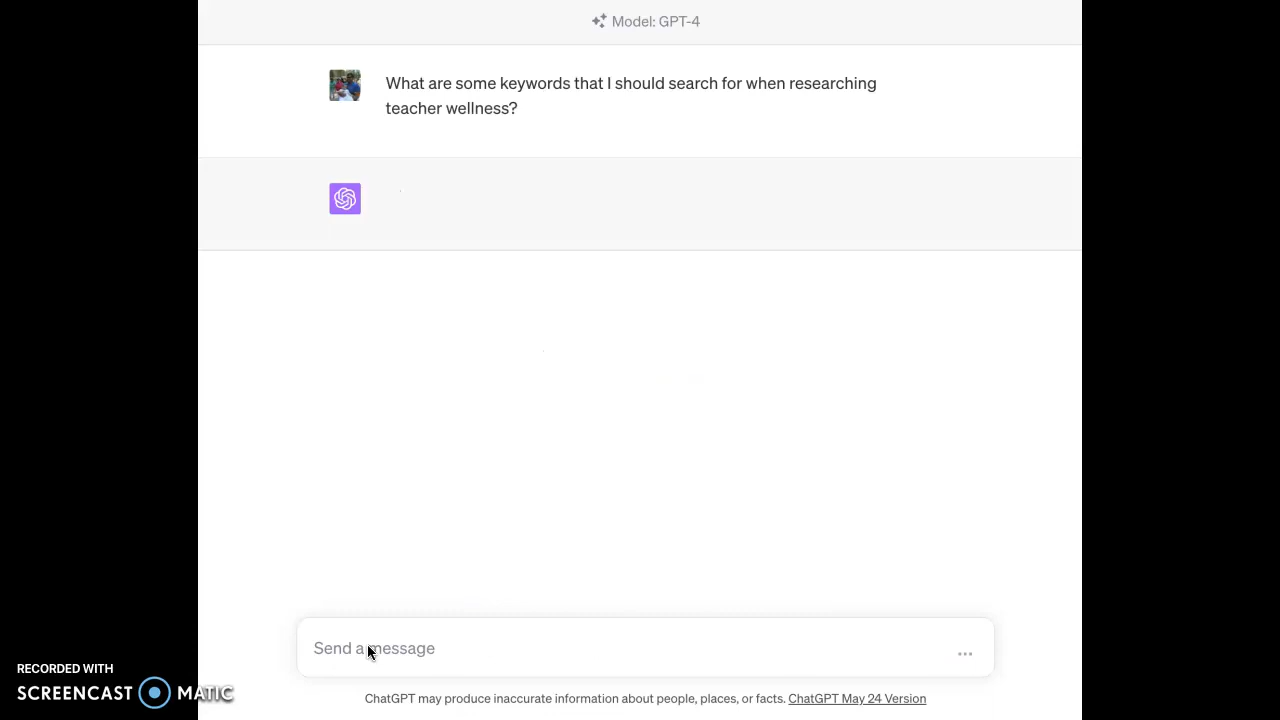 Model: GPT-4
What are some keywords that I should search for when researching
teacher wellness?
Send a message
...
ChatGPT may produce inaccurate information about people, places, or facts. ChatGPT May 24 Version
RECORDED WITH
SCREENCAST MATIC